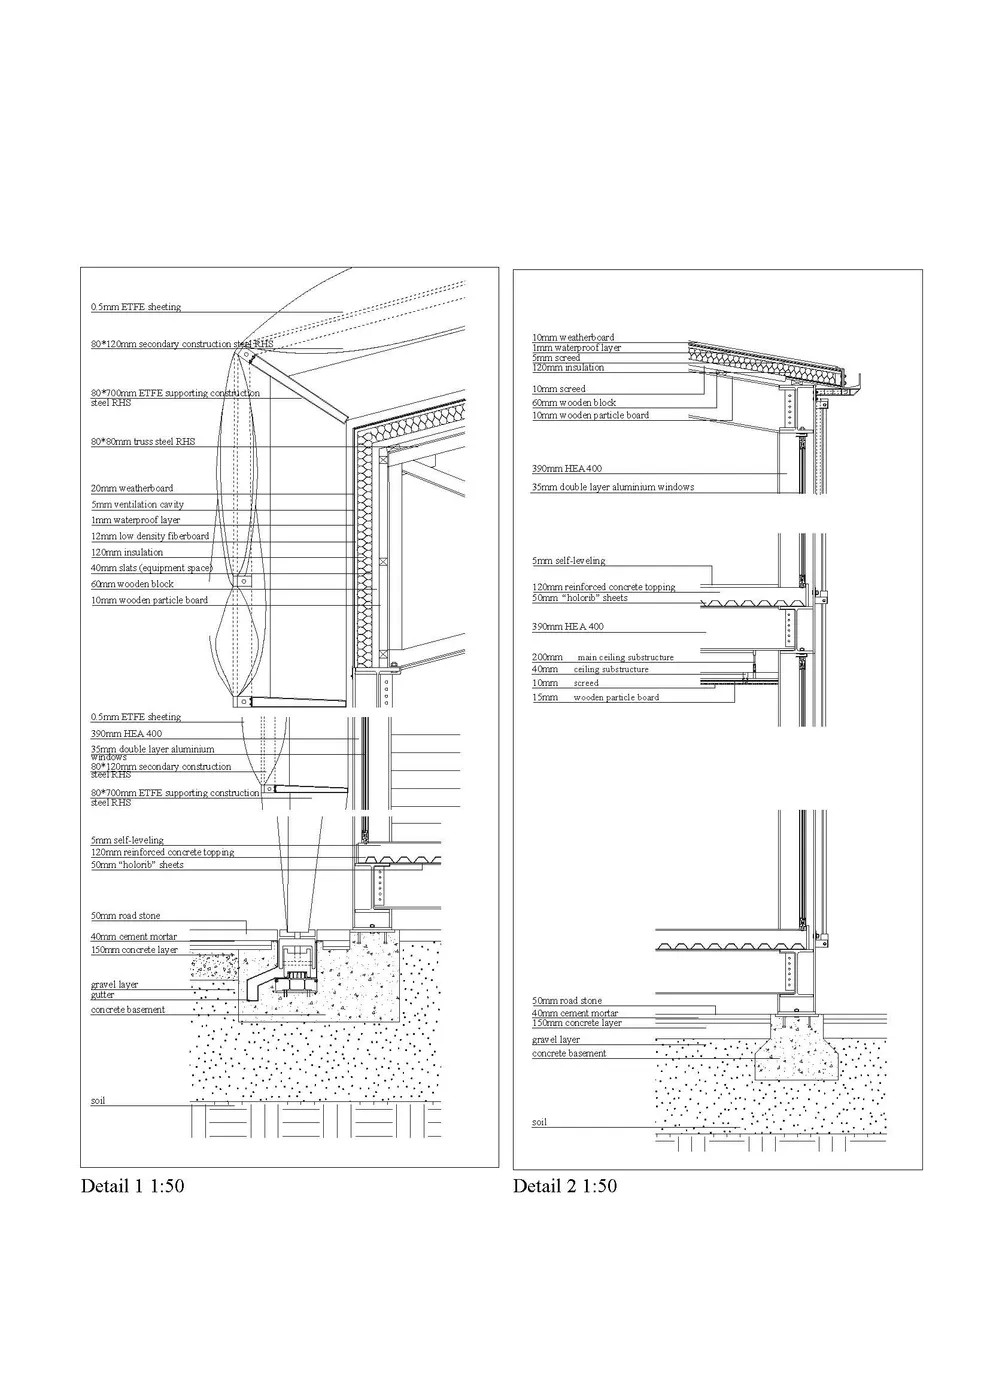 0.5mm ETFE sheeting
80*120mm secondary construction steel RHS
80*700mm ETFE supporting construction
steel RHS
80*80mm truss steel RHS
20mm weatherboard
5mm ventilation cavity
1mm waterproof layer
12mm low density fiberboard
120mm insulation
40mm slats (equipment space)
60mm wooden block
10mm wooden particle board
0.5mm ETFE sheeting
390mm HEA 400
35mm double layer aluminium
windows
80*120mm secondary construction
steel RHS
80*700mm ETFE supporting construction
steel RHS
5mm self-leveling
120mm reinforced concrete topping
50mm “holorib” sheets
50mm road stone
40mm cement mortar
150mm concrete layer
gravel layer
gutter
concrete basement
soil
Detail 1 1:50
10mm weatherboard
1mm waterproof layer
5mm screed
120mm insulation
10mm screed
60mm wooden block
10mm wooden particle board
390mm HEA 400
35mm double layer aluminium windows
5mm self-leveling
120mm reinforced concrete topping
50mm “holorib” sheets
390mm HEA 400
200mm main ceiling substructure
40mm ceiling substructure
10mm screed
15mm wooden particle board
50mm road stone
40mm cement mortar
150mm concrete layer
gravel layer
concrete basement
soil
Detail 2 1:50